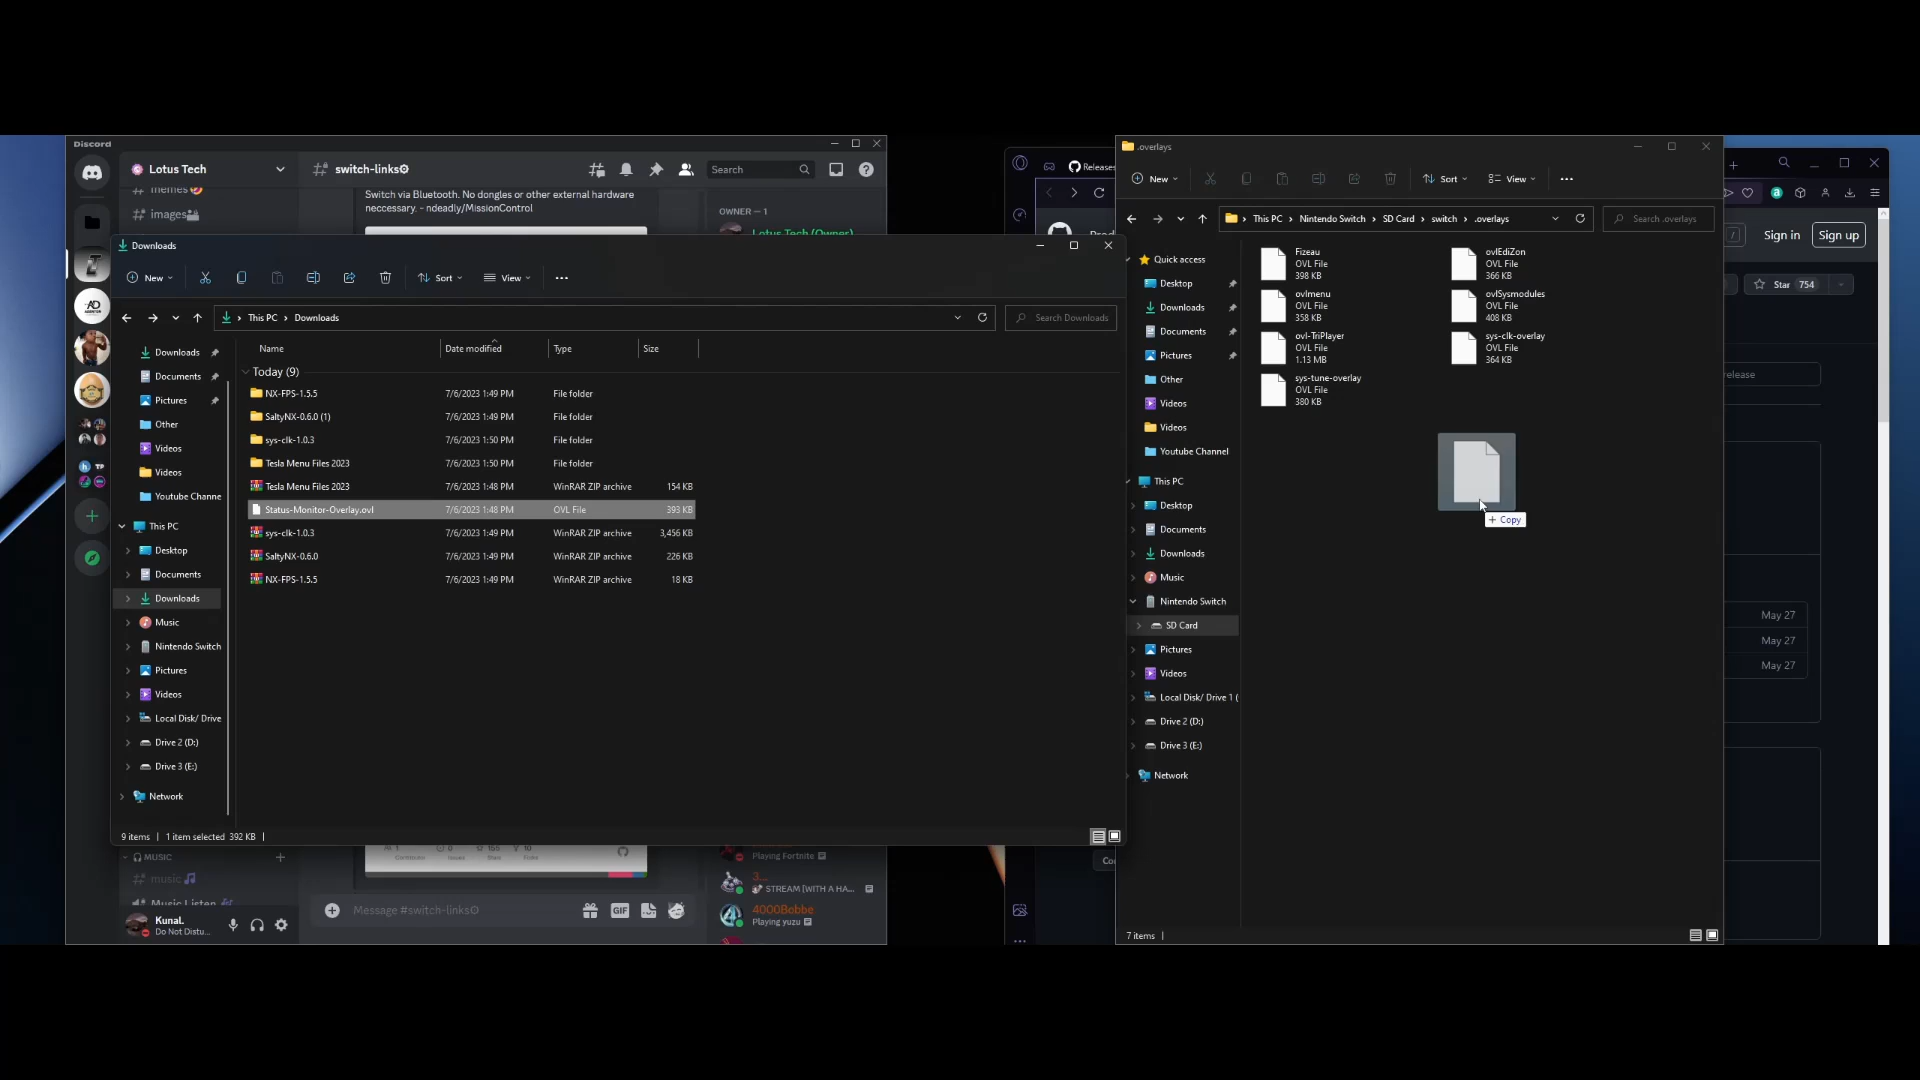 Discord
Lotus Tech
memes
images
switch-links
Search
Switch via Bluetooth. No dongles or other external hardware
neccessary. - ndeadly/MissionControl
OWNER — 1
Lotus Tech (Owner)
Downloads
New
Sort
View
This PC
Downloads
Search Downloads
Downloads
Documents
Pictures
Other
Videos
Videos
Youtube Channe
This PC
Desktop
Documents
Downloads
Music
Nintendo Switch
Pictures
Videos
Local Disk/ Drive
Drive 2 (D:)
Drive 3 (E:)
Network
Name Date modified Type Size
Today (9)
NX-FPS-1.5.5 7/6/2023 1:49 PM File folder
SaltyNX-0.6.0 (1) 7/6/2023 1:49 PM File folder
sys-clk-1.0.3 7/6/2023 1:50 PM File folder
Tesla Menu Files 2023 7/6/2023 1:50 PM File folder
Tesla Menu Files 2023 7/6/2023 1:48 PM WinRAR ZIP archive 154 KB
Status-Monitor-Overlay.ovl 7/6/2023 1:48 PM OVL File 393 KB
sys-clk-1.0.3 7/6/2023 1:49 PM WinRAR ZIP archive 3,456 KB
SaltyNX-0.6.0 7/6/2023 1:49 PM WinRAR ZIP archive 226 KB
NX-FPS-1.5.5 7/6/2023 1:49 PM WinRAR ZIP archive 18 KB
9 items 1 item selected 392 KB
MUSIC
music
Music Listen
Kunal.
Do Not Distu...
Message #switch-links
GIF
Playing Fortnite
3...
STREAM [WITH A HA...
4000Bobbe
Playing yuzu
Releases
.overlays
New
Sort
View
This PC
Nintendo Switch
SD Card
switch
.overlays
Search .overlays
Quick access
Desktop
Downloads
Documents
Pictures
Other
Videos
Videos
Youtube Channel
This PC
Desktop
Documents
Downloads
Music
Nintendo Switch
SD Card
Pictures
Videos
Local Disk/ Drive 1 (
Drive 2 (D:)
Drive 3 (E:)
Network
Fizeau
OVL File
398 KB
ovlEdiZon
OVL File
366 KB
ovlmenu
OVL File
358 KB
ovlSysmodules
OVL File
408 KB
ovl-TriPlayer
OVL File
1.13 MB
sys-clk-overlay
OVL File
364 KB
sys-tune-overlay
OVL File
380 KB
+ Copy
7 items
Sign in
Sign up
Star 754
release
May 27
May 27
May 27